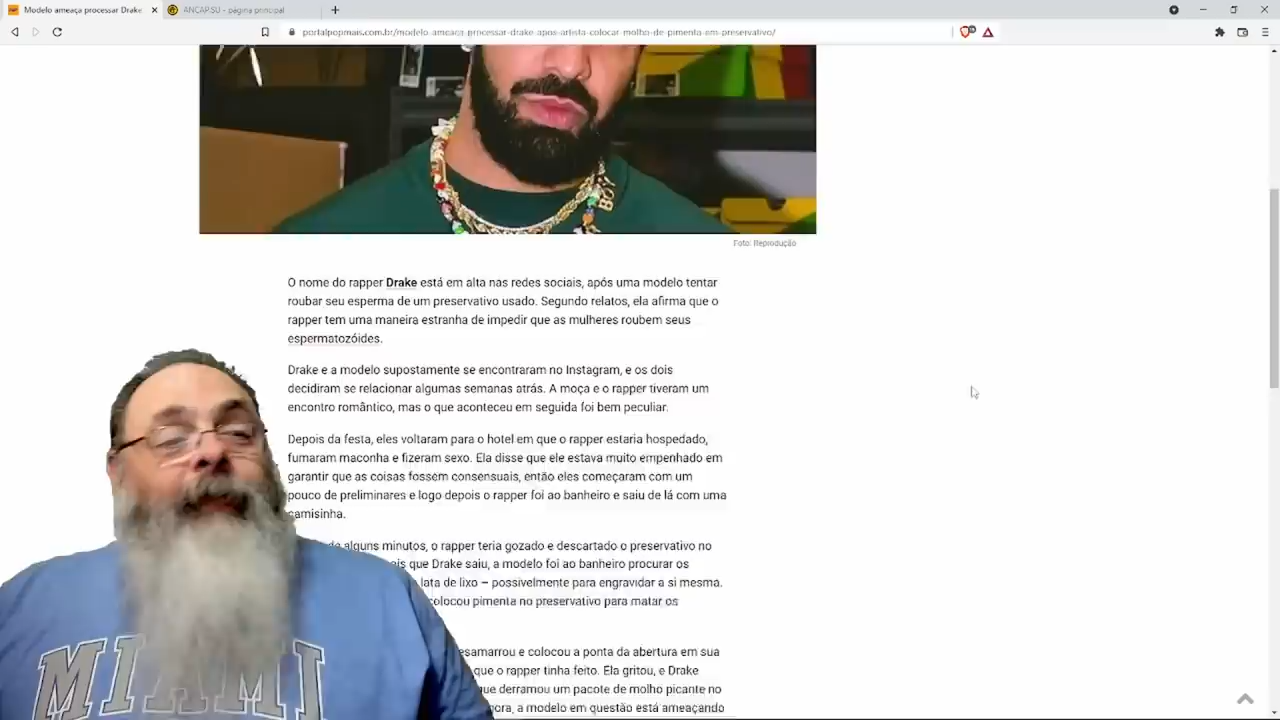 Modelo ameaça processar Drake
ANCAP.SU - página principal
portalpopmais.com.br/modelo-ameaca-processar-drake-apos-artista-colocar-molho-de-pimenta-em-preservativo/
Foto: Reprodução
O nome do rapper Drake está em alta nas redes sociais, após uma modelo tentar
roubar seu esperma de um preservativo usado. Segundo relatos, ela afirma que o
rapper tem uma maneira estranha de impedir que as mulheres roubem seus
espermatozóides.
Drake e a modelo supostamente se encontraram no Instagram, e os dois
decidiram se relacionar algumas semanas atrás. A moça e o rapper tiveram um
encontro romântico, mas o que aconteceu em seguida foi bem peculiar.
Depois da festa, eles voltaram para o hotel em que o rapper estaria hospedado,
fumaram maconha e fizeram sexo. Ela disse que ele estava muito empenhado em
garantir que as coisas fossem consensuais, então eles começaram com um
pouco de preliminares e logo depois o rapper foi ao banheiro e saiu de lá com uma
camisinha.
de alguns minutos, o rapper teria gozado e descartado o preservativo no
que Drake saiu, a modelo foi ao banheiro procurar os
lata de lixo – possivelmente para engravidar a si mesma.
colocou pimenta no preservativo para matar os
desamarrou e colocou a ponta da abertura em sua
que o rapper tinha feito. Ela gritou, e Drake
que derramou um pacote de molho picante no
agora, a modelo em questão está ameaçando
MIAMI